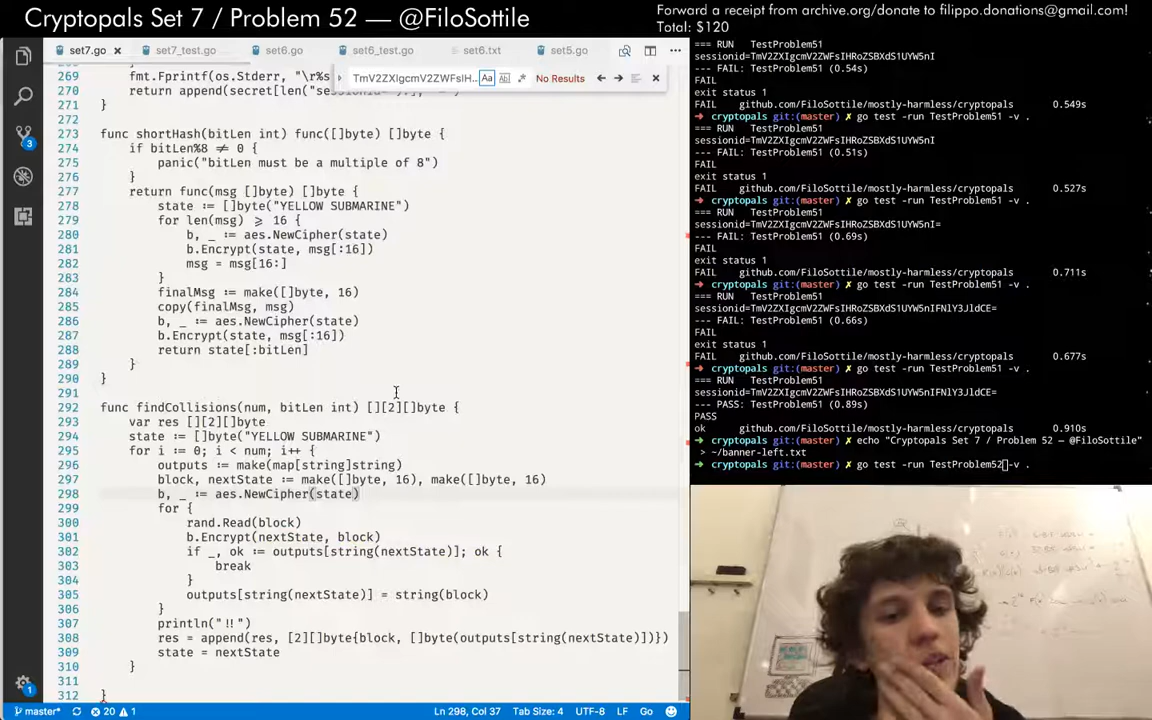 Cryptopals Set 7 / Problem 52 — @FiloSottile
Forward a receipt from archive.org/donate to filippo.donations@gmail.com!
Total: $120
set7.go
set7_test.go
set6.go
set6_test.go
set6.txt
set5.go
TmV2ZXIgcmV2ZWFsIH..
Aa
No Results
269 fmt.Fprintf(os.Stderr, "\r%s
270 return append(secret[len("se
271 }
272
273 func shortHash(bitLen int) func([]byte) []byte {
274 if bitLen%8 ≠ 0 {
275 panic("bitLen must be a multiple of 8")
276 }
277 return func(msg []byte) []byte {
278 state := []byte("YELLOW SUBMARINE")
279 for len(msg) ⩾ 16 {
280 b, _ := aes.NewCipher(state)
281 b.Encrypt(state, msg[:16])
282 msg = msg[16:]
283 }
284 finalMsg := make([]byte, 16)
285 copy(finalMsg, msg)
286 b, _ := aes.NewCipher(state)
287 b.Encrypt(state, msg[:16])
288 return state[:bitLen]
289 }
290 }
291
292 func findCollisions(num, bitLen int) [][2][]byte {
293 var res [][2][]byte
294 state := []byte("YELLOW SUBMARINE")
295 for i := 0; i < num; i++ {
296 outputs := make(map[string]string)
297 block, nextState := make([]byte, 16), make([]byte, 16)
298 b, _ := aes.NewCipher(state)
299 for {
300 rand.Read(block)
301 b.Encrypt(nextState, block)
302 if _, ok := outputs[string(nextState)]; ok {
303 break
304 }
305 outputs[string(nextState)] = string(block)
306 }
307 println("!!")
308 res = append(res, [2][]byte{block, []byte(outputs[string(nextState)])})
309 state = nextState
310 }
311
312 }
master*
20
1
Ln 298, Col 37
Tab Size: 4
UTF-8
LF
Go
3
1
=== RUN TestProblem51
sessionid=TmV2ZXIgcmV2ZWFsIHRoZSBXdS1UYW5nI
--- FAIL: TestProblem51 (0.54s)
FAIL
exit status 1
FAIL github.com/FiloSottile/mostly-harmless/cryptopals 0.549s
➜ cryptopals git:(master) ✗ go test -run TestProblem51 -v .
=== RUN TestProblem51
sessionid=TmV2ZXIgcmV2ZWFsIHRoZSBXdS1UYW5nI
--- FAIL: TestProblem51 (0.51s)
FAIL
exit status 1
FAIL github.com/FiloSottile/mostly-harmless/cryptopals 0.527s
➜ cryptopals git:(master) ✗ go test -run TestProblem51 -v .
=== RUN TestProblem51
sessionid=TmV2ZXIgcmV2ZWFsIHRoZSBXdS1UYW5nI=
--- FAIL: TestProblem51 (0.69s)
FAIL
exit status 1
FAIL github.com/FiloSottile/mostly-harmless/cryptopals 0.711s
➜ cryptopals git:(master) ✗ go test -run TestProblem51 -v .
=== RUN TestProblem51
sessionid=TmV2ZXIgcmV2ZWFsIHRoZSBXdS1UYW5nIFNlY3JldCE=
--- FAIL: TestProblem51 (0.66s)
FAIL
exit status 1
FAIL github.com/FiloSottile/mostly-harmless/cryptopals 0.677s
➜ cryptopals git:(master) ✗ go test -run TestProblem51 -v .
=== RUN TestProblem51
sessionid=TmV2ZXIgcmV2ZWFsIHRoZSBXdS1UYW5nIFNlY3JldCE=
--- PASS: TestProblem51 (0.89s)
PASS
ok github.com/FiloSottile/mostly-harmless/cryptopals 0.910s
➜ cryptopals git:(master) ✗ echo "Cryptopals Set 7 / Problem 52 — @FiloSottile"
> ~/banner-left.txt
➜ cryptopals git:(master) ✗ go test -run TestProblem52 -v .